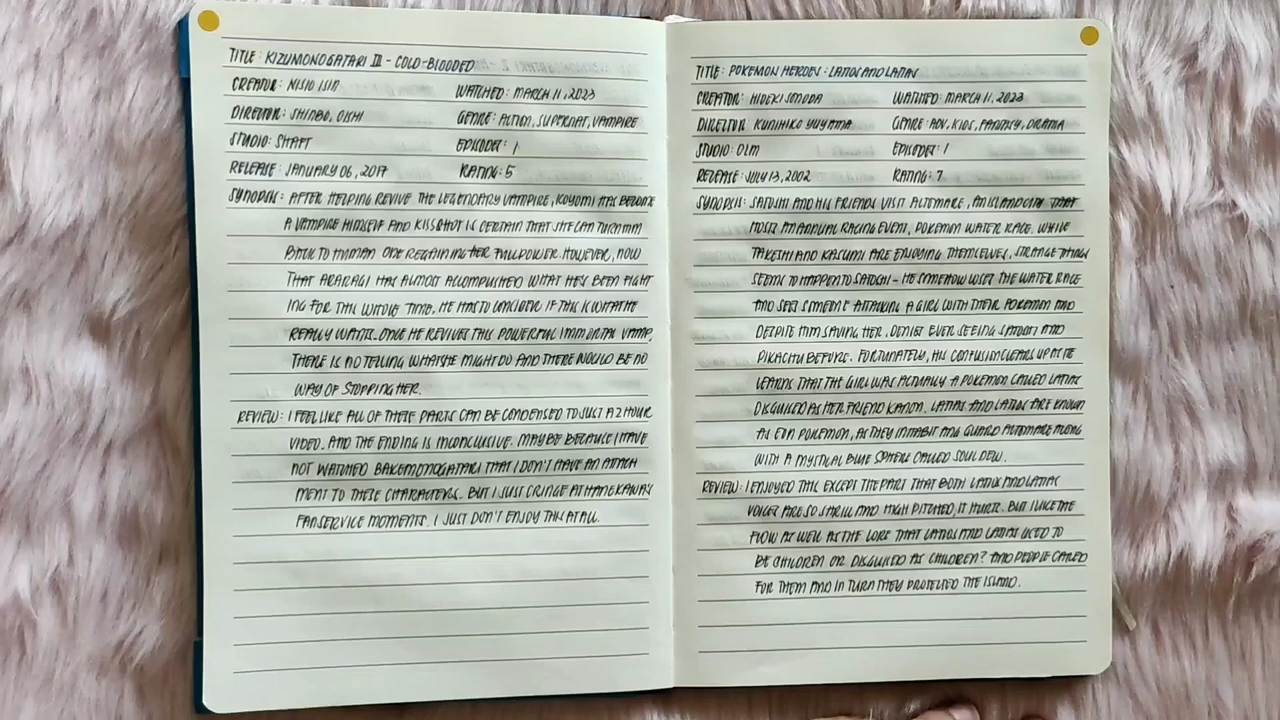 TITLE: KIZUMONOGATARI III - COLD-BLOODED
CREATOR: NISIO ISIN WATCHED: MARCH 11, 2023
DIRECTOR: SHINBO, OISHI GENRE: ACTION, SUPERNAT, VAMPIRE
STUDIO: SHAFT EPISODES: 1
RELEASE: JANUARY 06, 2017 RATING: 5
SYNOPSIS: AFTER HELPING REVIVE THE LEGENDARY VAMPIRE, KOYOMI HAS BECOME
A VAMPIRE HIMSELF AND KISSSHOT IS CERTAIN THAT SHE CAN TURN HIM
BACK TO HUMAN ONE REGAINING HER FULL POWER. HOWEVER, NOW
THAT ARARAGI HAS ALMOST ACCOMPLISHED WHAT HE'S BEEN FIGHT
ING FOR THIS WHOLE TIME, HE HAS TO CONSIDER IF THIS IS WHAT HE
REALLY WANTS. ONCE HE REVIVES THIS POWERFUL IMMORTAL VAMP,
THERE IS NO TELLING WHAT SHE MIGHT DO AND THERE WOULD BE NO
WAY OF STOPPING HER.
REVIEW: I FEEL LIKE ALL OF THESE PARTS CAN BE CONDENSED TO JUST A 2 HOUR
VIDEO. AND THE ENDING IS INCONCLUSIVE. MAYBE BECAUSE I HAVE
NOT WATCHED BAKEMONOGATARI THAT I DON'T HAVE AN ATTACH
MENT TO THESE CHARACTERS. BUT I JUST CRINGE AT HANEKAWA'S
FANSERVICE MOMENTS. I JUST DON'T ENJOY THIS AT ALL.
TITLE: POKEMON HEROES: LATIOS AND LATIAS
CREATOR: HIDEKI SONODA WATCHED: MARCH 11, 2023
DIRECTOR: KUNIHIKO YUYAMA GENRE: ADV, KIDS, FANTASY, DRAMA
STUDIO: OLM EPISODES: 1
RELEASE: JULY 13, 2002 RATING: 7
SYNOPSIS: SATOSHI AND HIS FRIENDS VISIT ALTOMARE, AN ISLAND CITY THAT
HOSTS AN ANNUAL RACING EVENT, POKEMON WATER RACE. WHILE
TAKESHI AND KASUMI ARE ENJOYING THEMSELVES, STRANGE THINGS
SEEMS TO HAPPEN TO SATOSHI - HE SOMEHOW LOST THE WATER RACE
AND SEES SOMEONE ATTACKING A GIRL WITH THEIR POKEMON AND
DESPITE HIM SAVING HER, DENIES EVER SEEING SATOSHI AND
PIKACHU BEFORE. FORTUNATELY, HIS CONFUSION CLEARS UP AS HE
LEARNS THAT THE GIRL WAS ACTUALLY A POKEMON CALLED LATIAS
DISGUISED AS HER FRIEND KANON. LATIAS AND LATIOS ARE KNOWN
AS EON POKEMON, AS THEY INHABIT AND GUARD ALTOMARE ALONG
WITH A MYSTICAL BLUE SPHERE CALLED SOUL DEW.
REVIEW: I ENJOYED THIS EXCEPT THE PART THAT BOTH LATIOS AND LATIAS
VOICES ARE SO SHRILL AND HIGH PITCHED, IT HURTS. BUT I LIKE THE
FLOW AS WELL AS THE LORE THAT LATIOS AND LATIAS USED TO
BE CHILDREN OR DISGUISED AS CHILDREN? AND PEOPLE CARED
FOR THEM AND IN TURN THEY PROTECTED THE ISLAND.